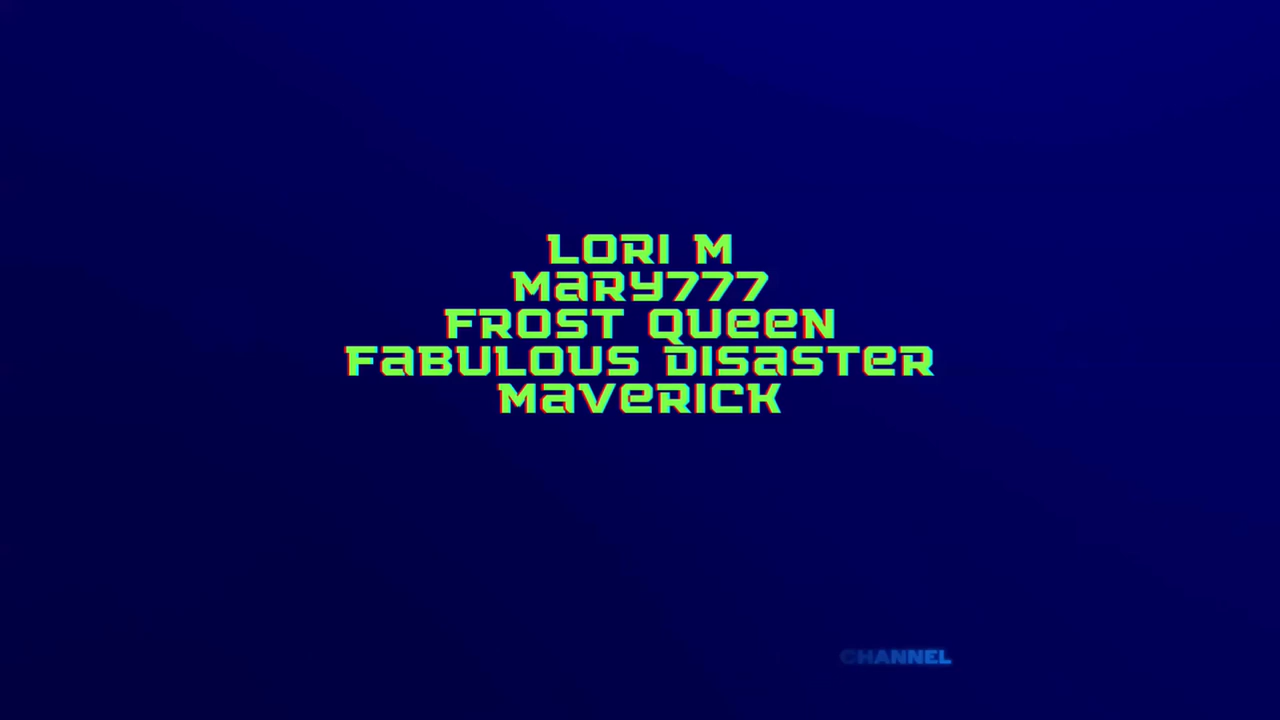 LORI M
MaRY777
FROST QUeeN
FaBULOUS DISaSTeR
MaVeRICK
CHANNEL